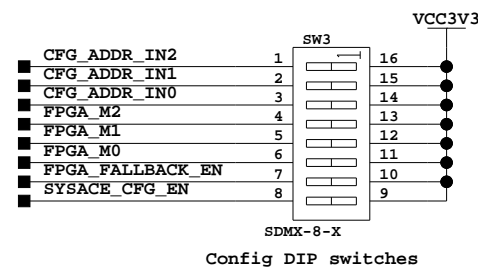 VCC3V3
SW3
CFG_ADDR_IN2 1 16
CFG_ADDR_IN1 2 15
CFG_ADDR_IN0 3 14
FPGA_M2 4 13
FPGA_M1 5 12
FPGA_M0 6 11
FPGA_FALLBACK_EN 7 10
SYSACE_CFG_EN 8 9
SDMX-8-X
Config DIP switches